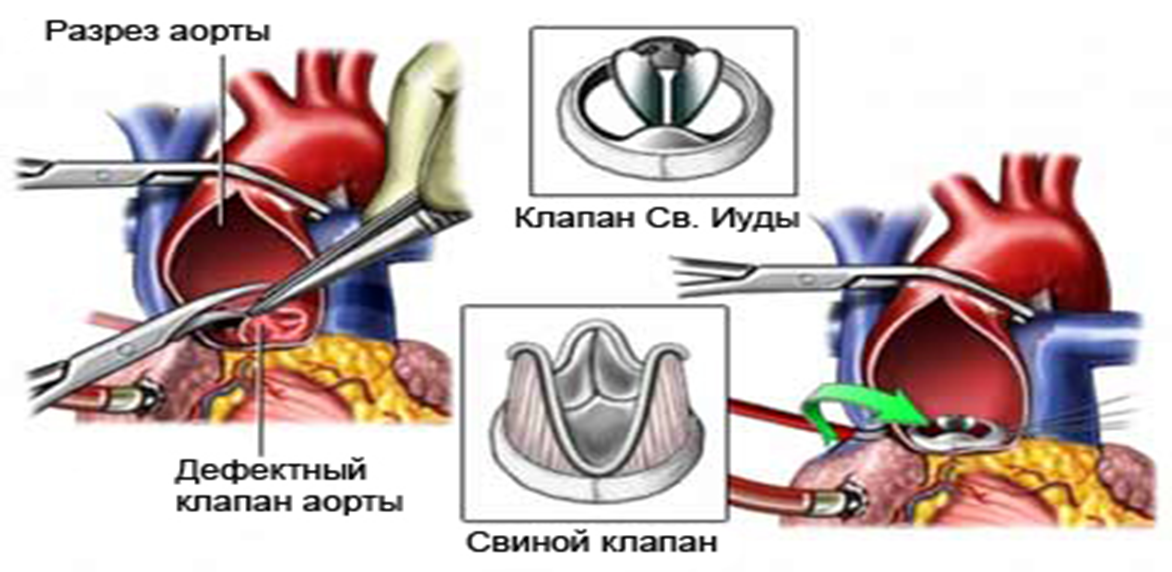 Разрез аорты
Клапан Св. Иуды
Дефектный
клапан аорты
Свиной клапан